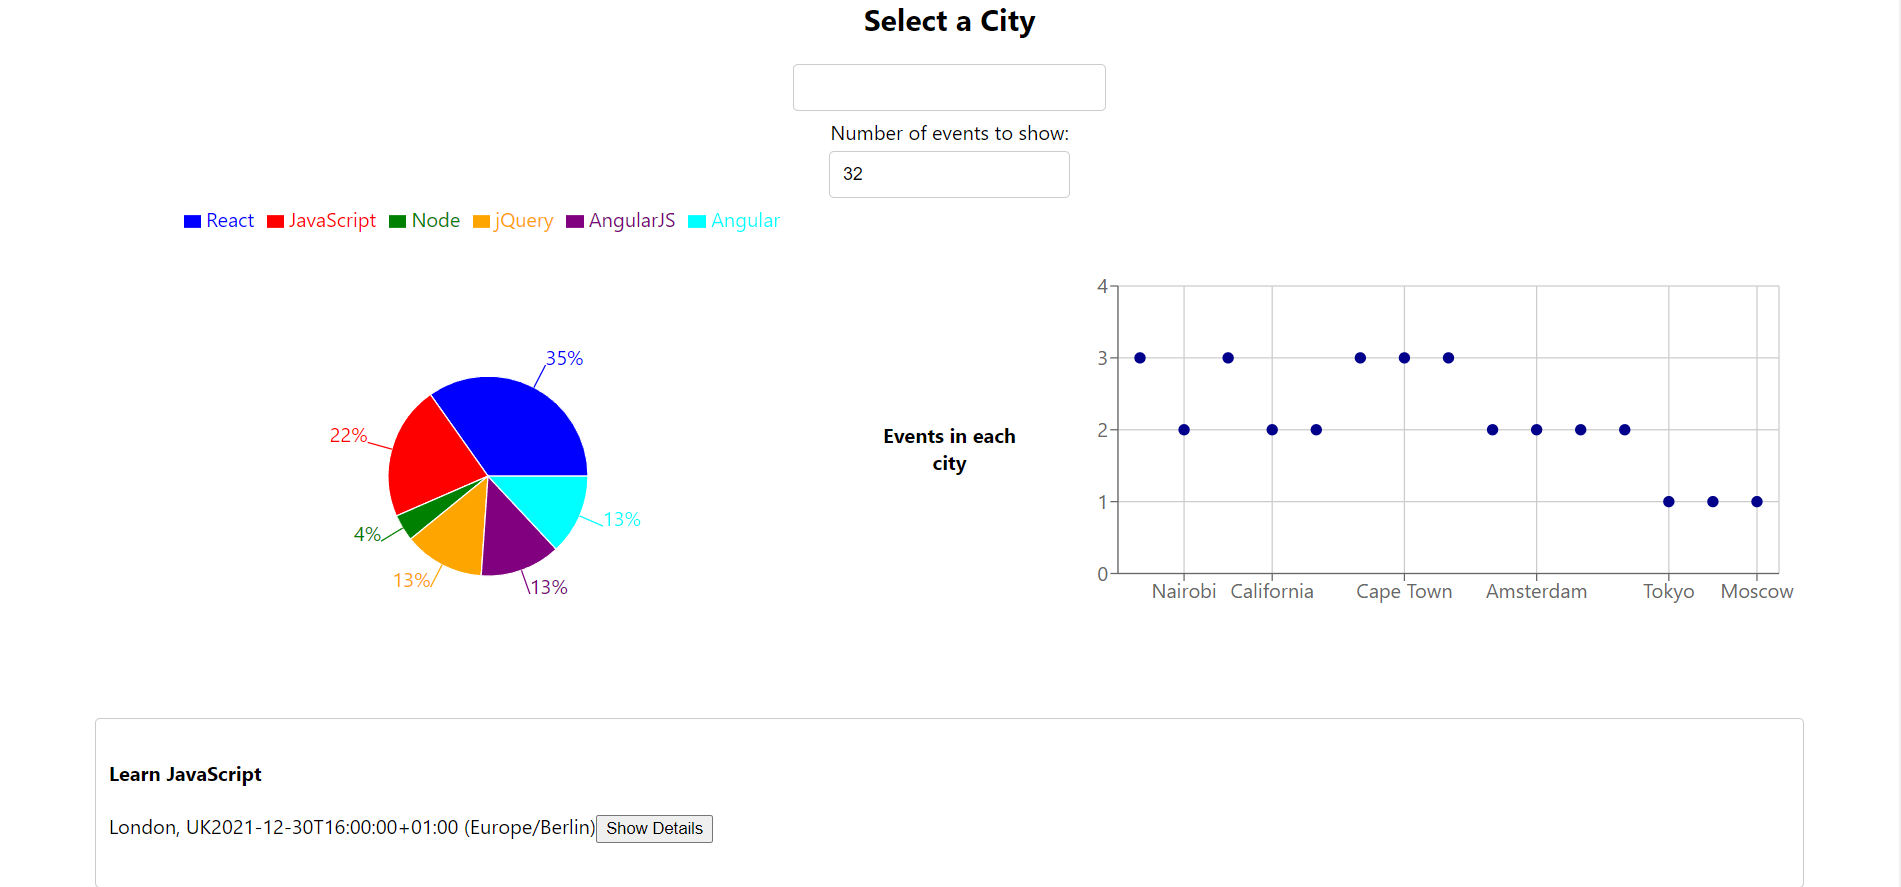 Select a City
Number of events to show:
32
React JavaScript Node jQuery AngularJS Angular
35%
22%
4%
13%
13%
13%
Events in each
city
4
3
2
1
0
Nairobi California Cape Town Amsterdam Tokyo Moscow
Learn JavaScript
London, UK2021-12-30T16:00:00+01:00 (Europe/Berlin)Show Details